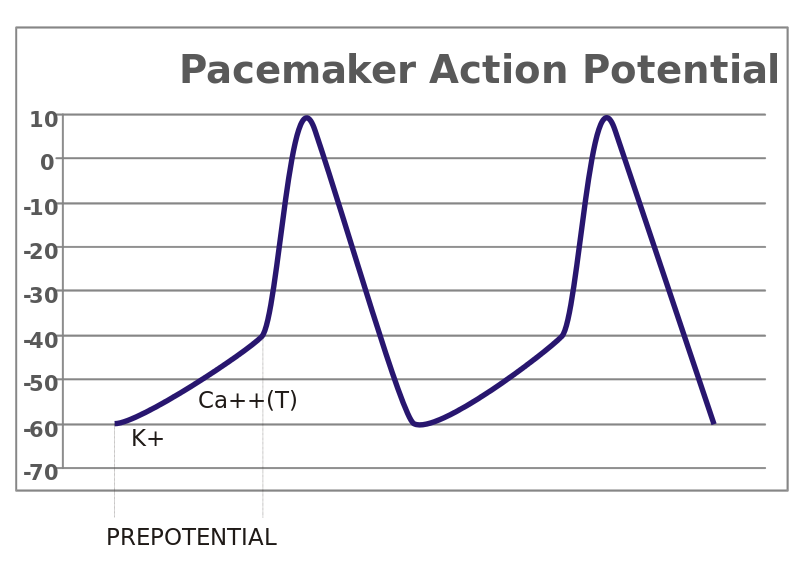 Pacemaker Action Potential
10
0
-10
-20
-30
-40
-50
-60
-70
Ca++(T)
K+
PREPOTENTIAL